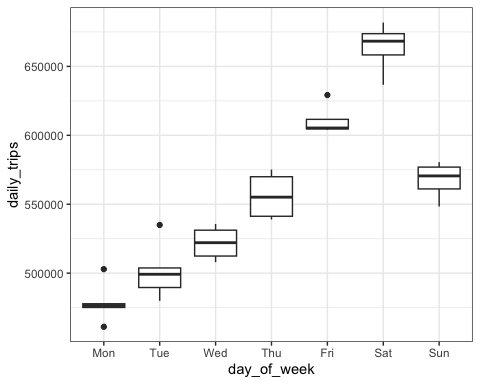 650000
600000
550000
500000
daily_trips
Mon Tue Wed Thu Fri Sat Sun
day_of_week